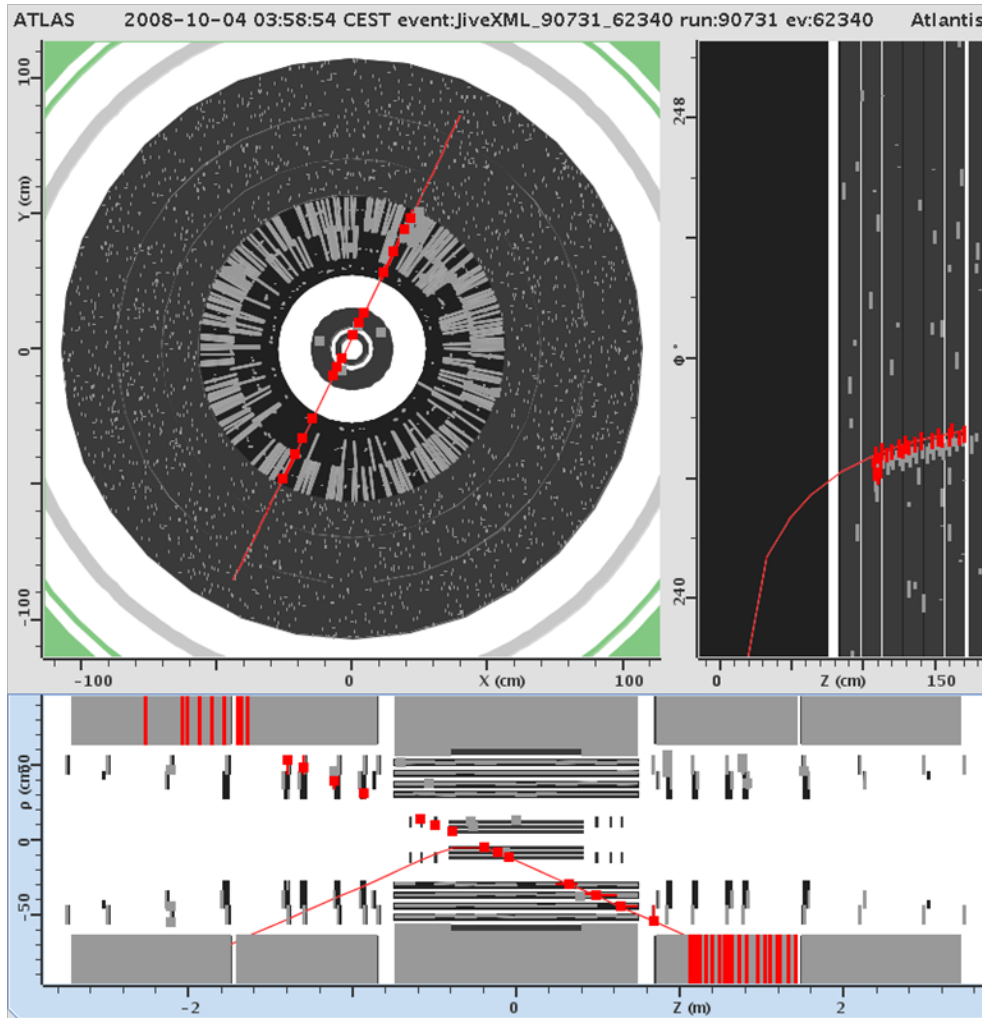 ATLAS 2008-10-04 03:58:54 CEST event:JiveXML_90731_62340 run:90731 ev:62340 Atlantis
100
Y (cm)
0
-100
-100 0 X (cm) 100
248
Φ°
240
0 Z (cm) 150
50
ρ (cm)
0
-50
-2 0 Z (m) 2